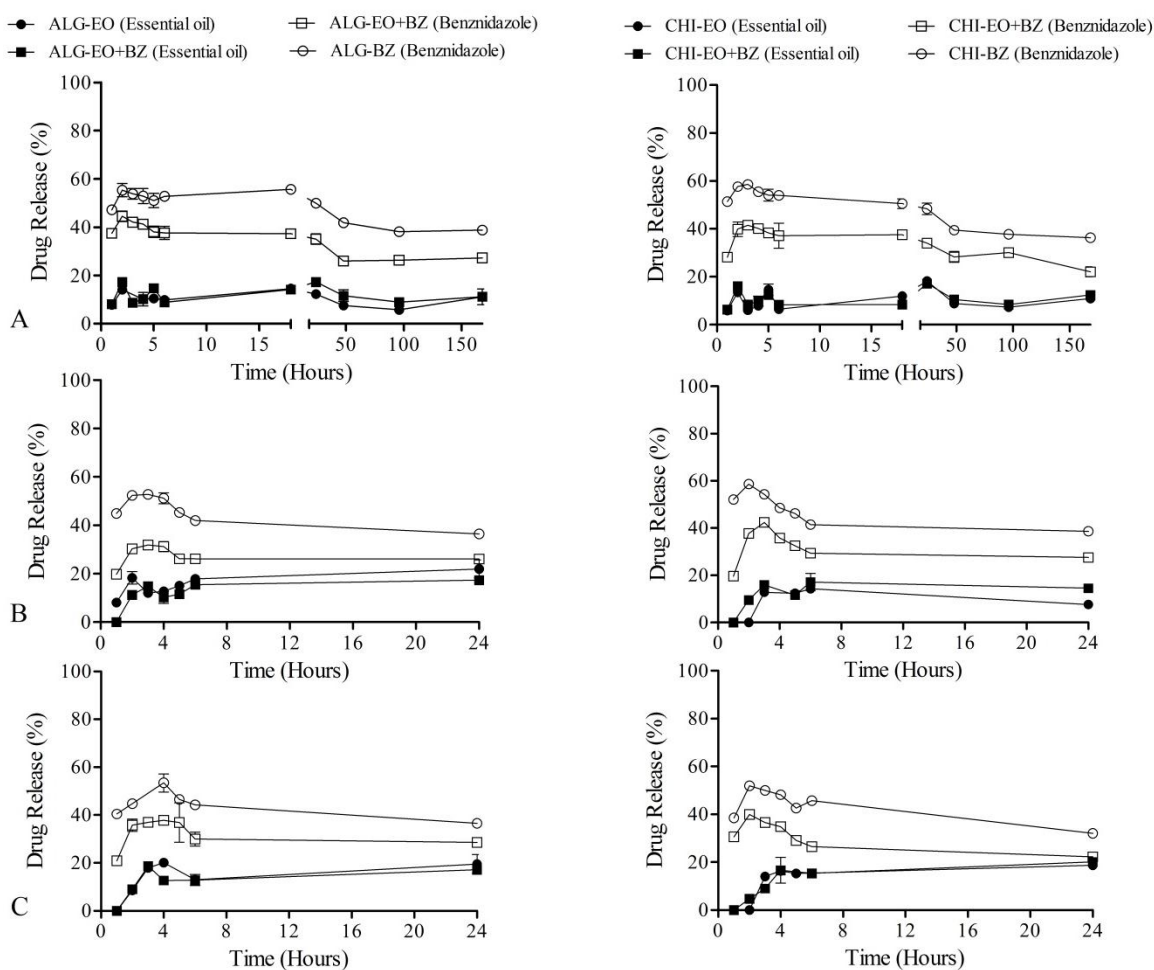 ALG-EO (Essential oil) ALG-EO+BZ (Benznidazole)
ALG-EO+BZ (Essential oil) ALG-BZ (Benznidazole)
CHI-EO (Essential oil) CHI-EO+BZ (Benznidazole)
CHI-EO+BZ (Essential oil) CHI-BZ (Benznidazole)
A
Drug Release (%)
100
80
60
40
20
0
0 5 10 15 50 100 150
Time (Hours)
Drug Release (%)
100
80
60
40
20
0
0 5 10 15 50 100 150
Time (Hours)
B
Drug Release (%)
100
80
60
40
20
0
0 4 8 12 16 20 24
Time (Hours)
Drug Release (%)
100
80
60
40
20
0
0 4 8 12 16 20 24
Time (Hours)
C
Drug Release (%)
100
80
60
40
20
0
0 4 8 12 16 20 24
Time (Hours)
Drug Release (%)
100
80
60
40
20
0
0 4 8 12 16 20 24
Time (Hours)